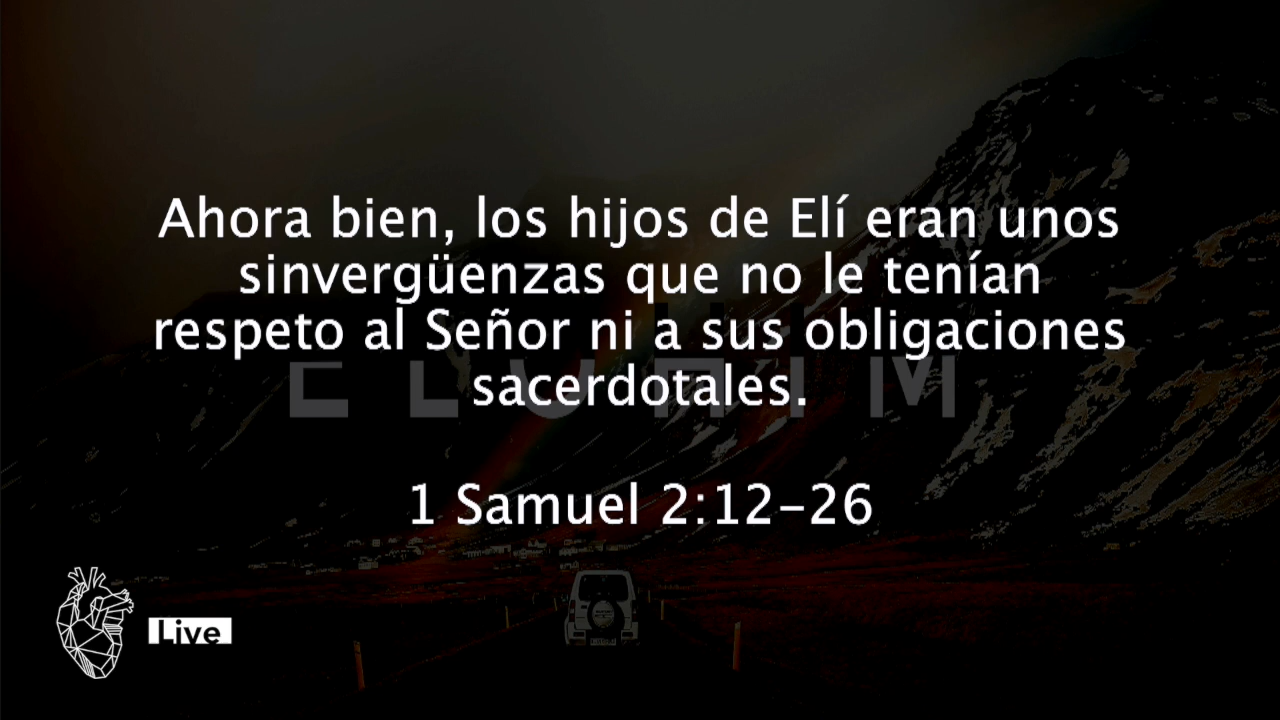 Ahora bien, los hijos de Elí eran unos
sinvergüenzas que no le tenían
respeto al Señor ni a sus obligaciones
sacerdotales.
ELOHIM
1 Samuel 2:12-26
Live